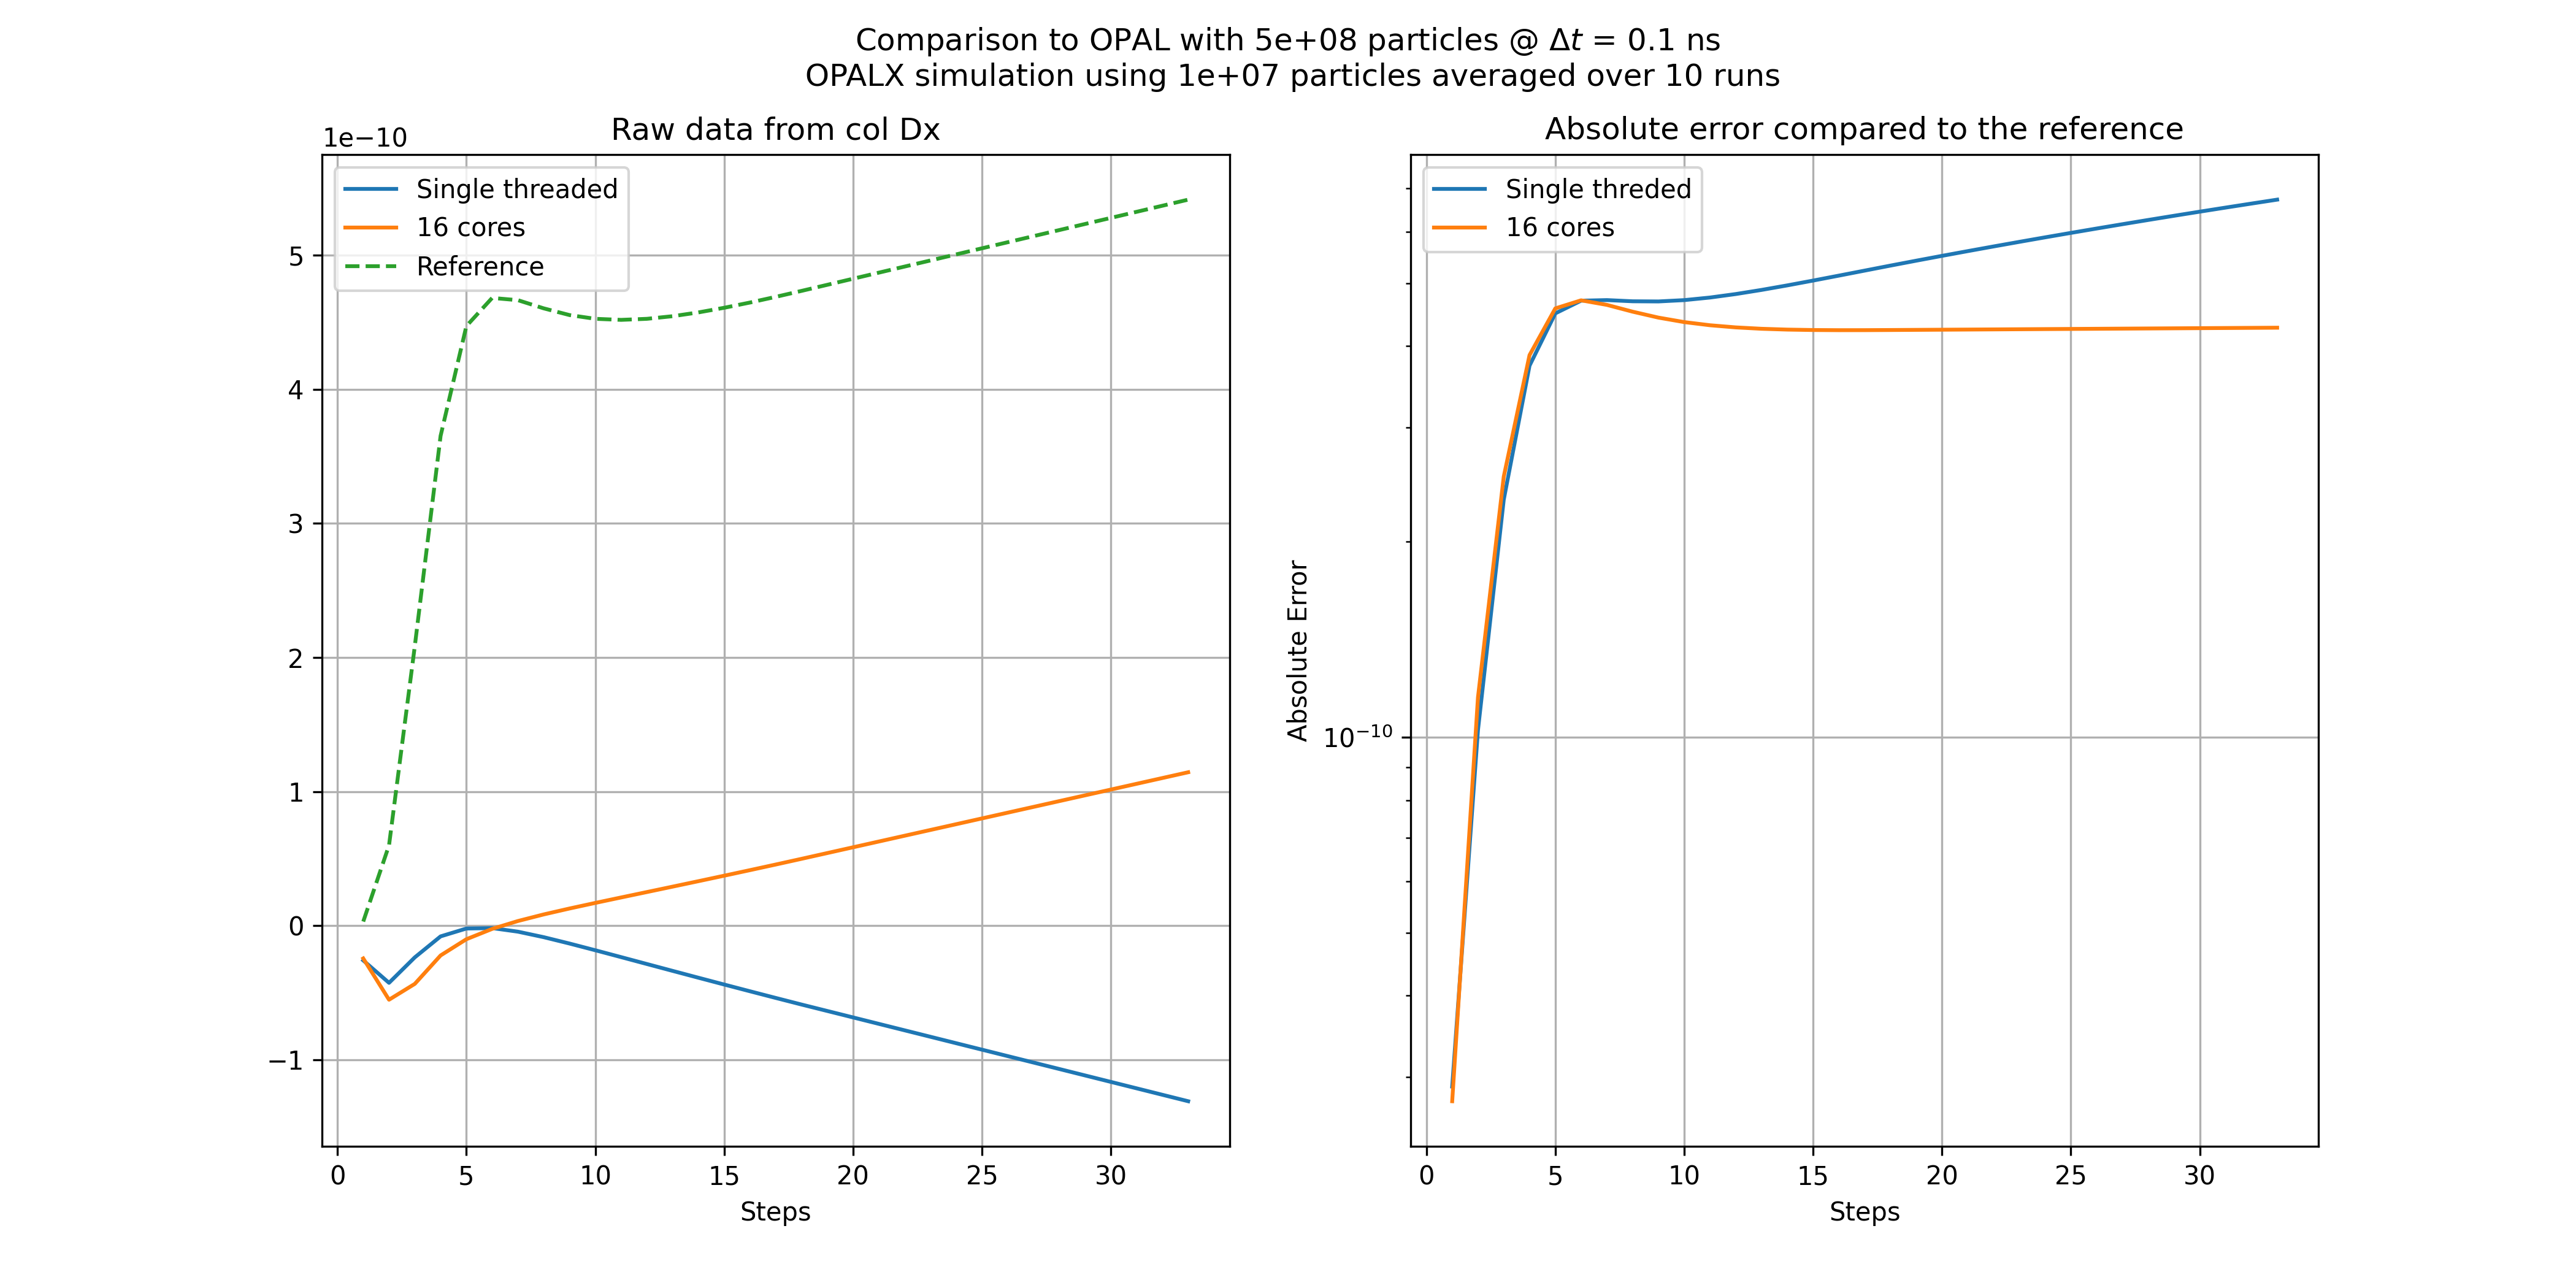 Comparison to OPAL with 5e+08 particles @ Δt = 0.1 ns
OPALX simulation using 1e+07 particles averaged over 10 runs
Raw data from col Dx
1e−10
Single threaded
16 cores
Reference
5
4
3
2
1
0
−1
0 5 10 15 20 25 30
Steps
Absolute error compared to the reference
Single threded
16 cores
Absolute Error
10⁻¹⁰
0 5 10 15 20 25 30
Steps